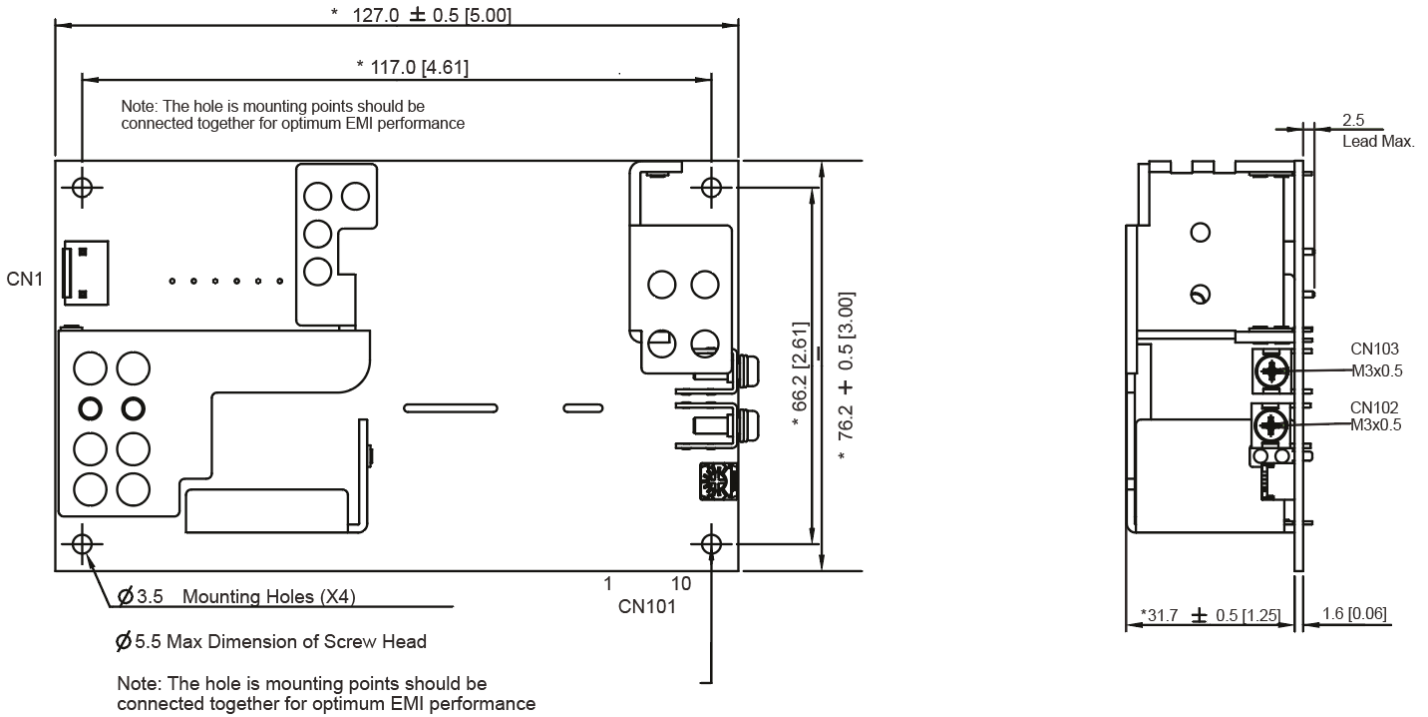 * 127.0 ± 0.5 [5.00]
* 117.0 [4.61]
Note: The hole is mounting points should be
connected together for optimum EMI performance
2.5
Lead Max.
CN1
* 66.2 [2.61]
* 76.2 + 0.5 [3.00]
CN103
M3x0.5
CN102
M3x0.5
1 10
CN101
Ø 3.5 Mounting Holes (X4)
*31.7 ± 0.5 [1.25]
1.6 [0.06]
Ø 5.5 Max Dimension of Screw Head
Note: The hole is mounting points should be
connected together for optimum EMI performance